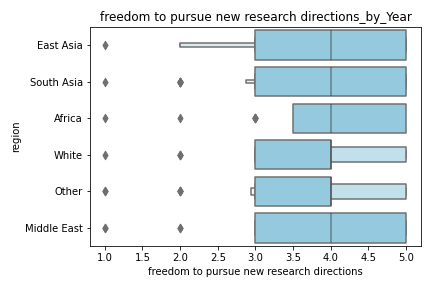 freedom to pursue new research directions_by_Year
East Asia
South Asia
Africa
White
Other
Middle East
region
1.0 1.5 2.0 2.5 3.0 3.5 4.0 4.5 5.0
freedom to pursue new research directions